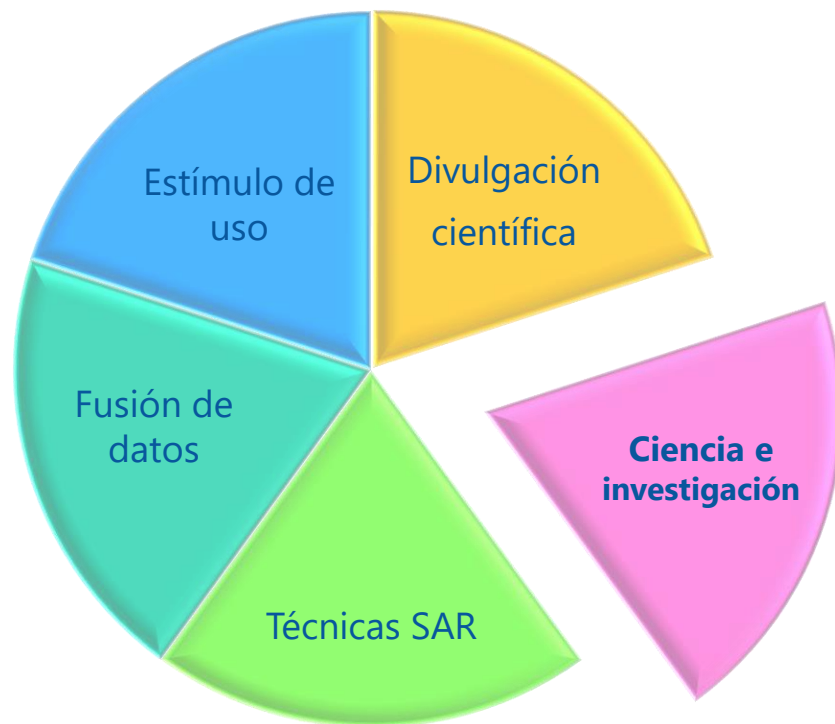 Estímulo de
uso
Divulgación
científica
Fusión de
datos
Ciencia e
investigación
Técnicas SAR